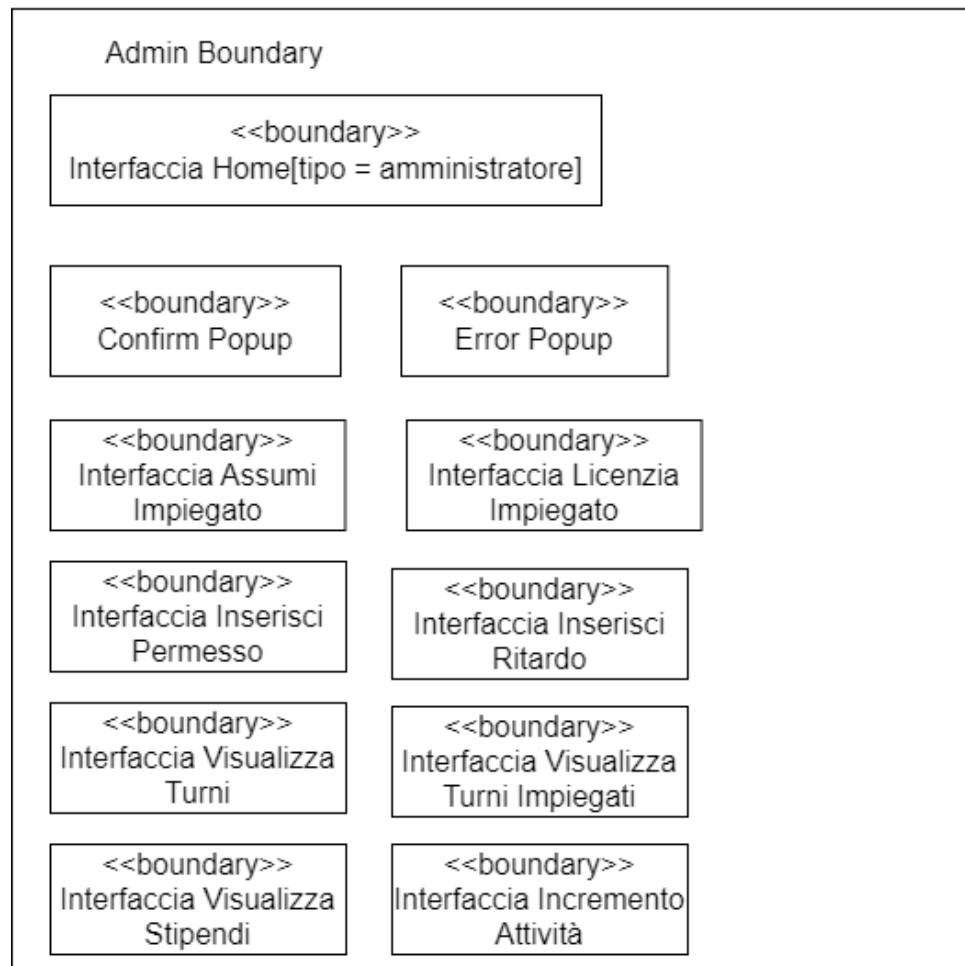 Admin Boundary
<<boundary>>
Interfaccia Home[tipo = amministratore]
<<boundary>>
Confirm Popup
<<boundary>>
Error Popup
<<boundary>>
Interfaccia Assumi
Impiegato
<<boundary>>
Interfaccia Licenzia
Impiegato
<<boundary>>
Interfaccia Inserisci
Permesso
<<boundary>>
Interfaccia Inserisci
Ritardo
<<boundary>>
Interfaccia Visualizza
Turni
<<boundary>>
Interfaccia Visualizza
Turni Impiegati
<<boundary>>
Interfaccia Visualizza
Stipendi
<<boundary>>
Interfaccia Incremento
Attività